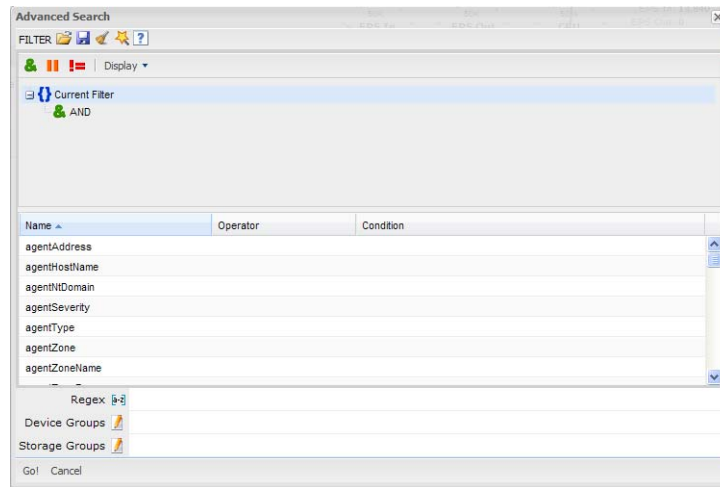 Advanced Search
FILTER ?
& != Display
{} Current Filter
& AND
Name Operator Condition
agentAddress
agentHostName
agentNtDomain
agentSeverity
agentType
agentZone
agentZoneName
Regex
Device Groups
Storage Groups
Go! Cancel